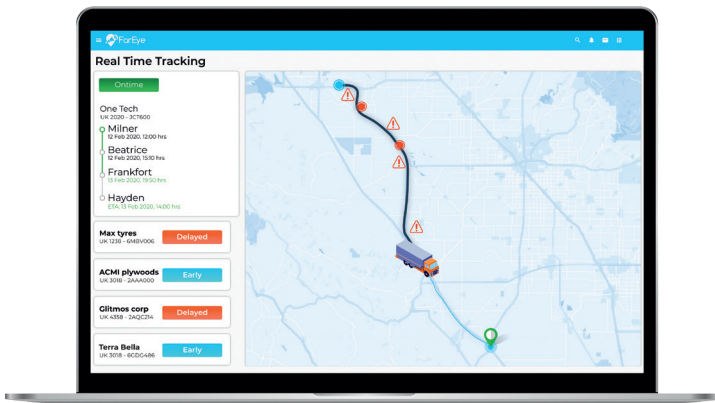 FarEye
Real Time Tracking
Ontime
One Tech
UK 2020 - JCT600
Milner
12 Feb 2020, 12:00 hrs
Beatrice
12 Feb 2020, 15:10 hrs
Frankfort
13 Feb 2020, 19:50 hrs
Hayden
ETA: 13 Feb 2020, 14:00 hrs
Max tyres
UK 1238 - 6MBV006
Delayed
ACMI plywoods
UK 3018 - 2AAA000
Early
Glitmos corp
UK 4358 - 2AQC214
Delayed
Terra Bella
UK 3018 - 6GDG486
Early